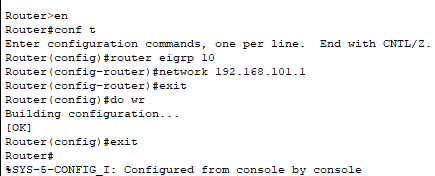 Router>en
Router#conf t
Enter configuration commands, one per line.  End with CNTL/Z.
Router(config)#router eigrp 10
Router(config-router)#network 192.168.101.1
Router(config-router)#exit
Router(config)#do wr
Building configuration...
[OK]
Router(config)#exit
Router#
%SYS-5-CONFIG_I: Configured from console by console